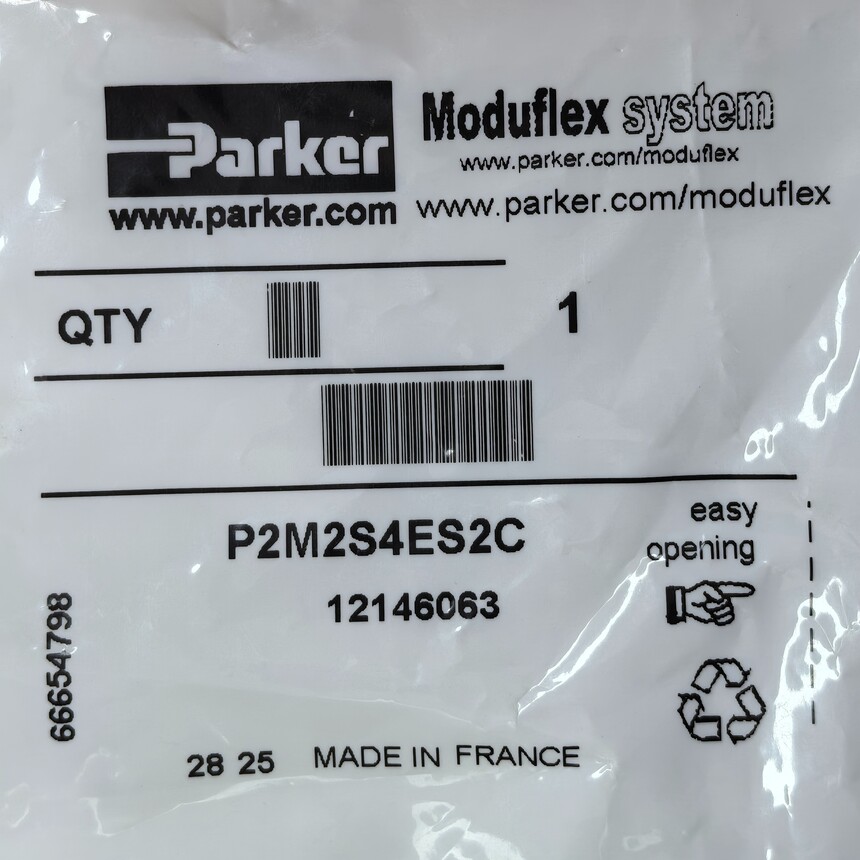 Parker
www.parker.com
Moduflex system
www.parker.com/moduflex
www.parker.com/moduflex
QTY 1
P2M2S4ES2C
12146063
easy
opening
66654798
28 25 MADE IN FRANCE